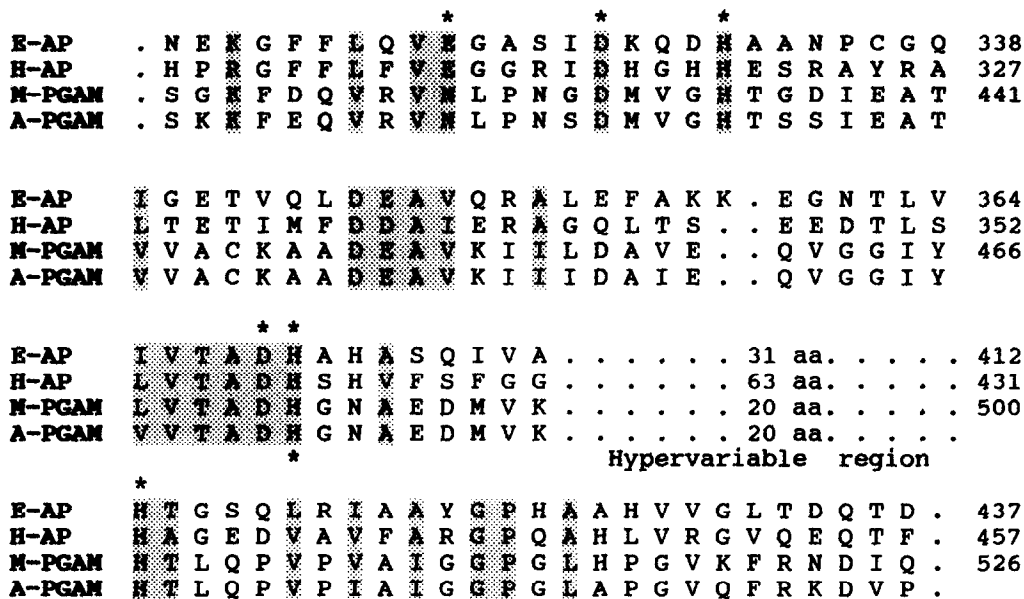 * * *
E-AP . N E K G F F L Q V E G A S I D K Q D H A A N P C G Q 338
H-AP . H P R G F F L F V E G G R I D H G H H E S R A Y R A 327
M-PGAM . S G K F D Q V R V N L P N G D M V G H T G D I E A T 441
A-PGAM . S K K F E Q V R V N L P N S D M V G H T S S I E A T
E-AP I G E T V Q L D E A V Q R A L E F A K K . E G N T L V 364
H-AP L T E T I M F D D A I E R A G Q L T S . . E E D T L S 352
M-PGAM V V A C K A A D E A V K I I L D A V E . . Q V G G I Y 466
A-PGAM V V A C K A A D E A V K I I I D A I E . . Q V G G I Y
* *
E-AP I V T A D H A H A S Q I V A . . . . . . 31 aa. . . . . 412
H-AP L V T A D H S H V F S F G G . . . . . . 63 aa. . . . . 431
M-PGAM L V T A D H G N A E D M V K . . . . . . 20 aa. . . . . 500
A-PGAM V V T A D H G N A E D M V K . . . . . . 20 aa. . . . .
* Hypervariable region
*
E-AP H T G S Q L R I A A Y G P H A A H V V G L T D Q T D . 437
H-AP H A G E D V A V F A R G P Q A H L V R G V Q E Q T F . 457
M-PGAM H T L Q P V P V A I G G P G L H P G V K F R N D I Q . 526
A-PGAM H T L Q P V P I A I G G P G L A P G V Q F R K D V P .